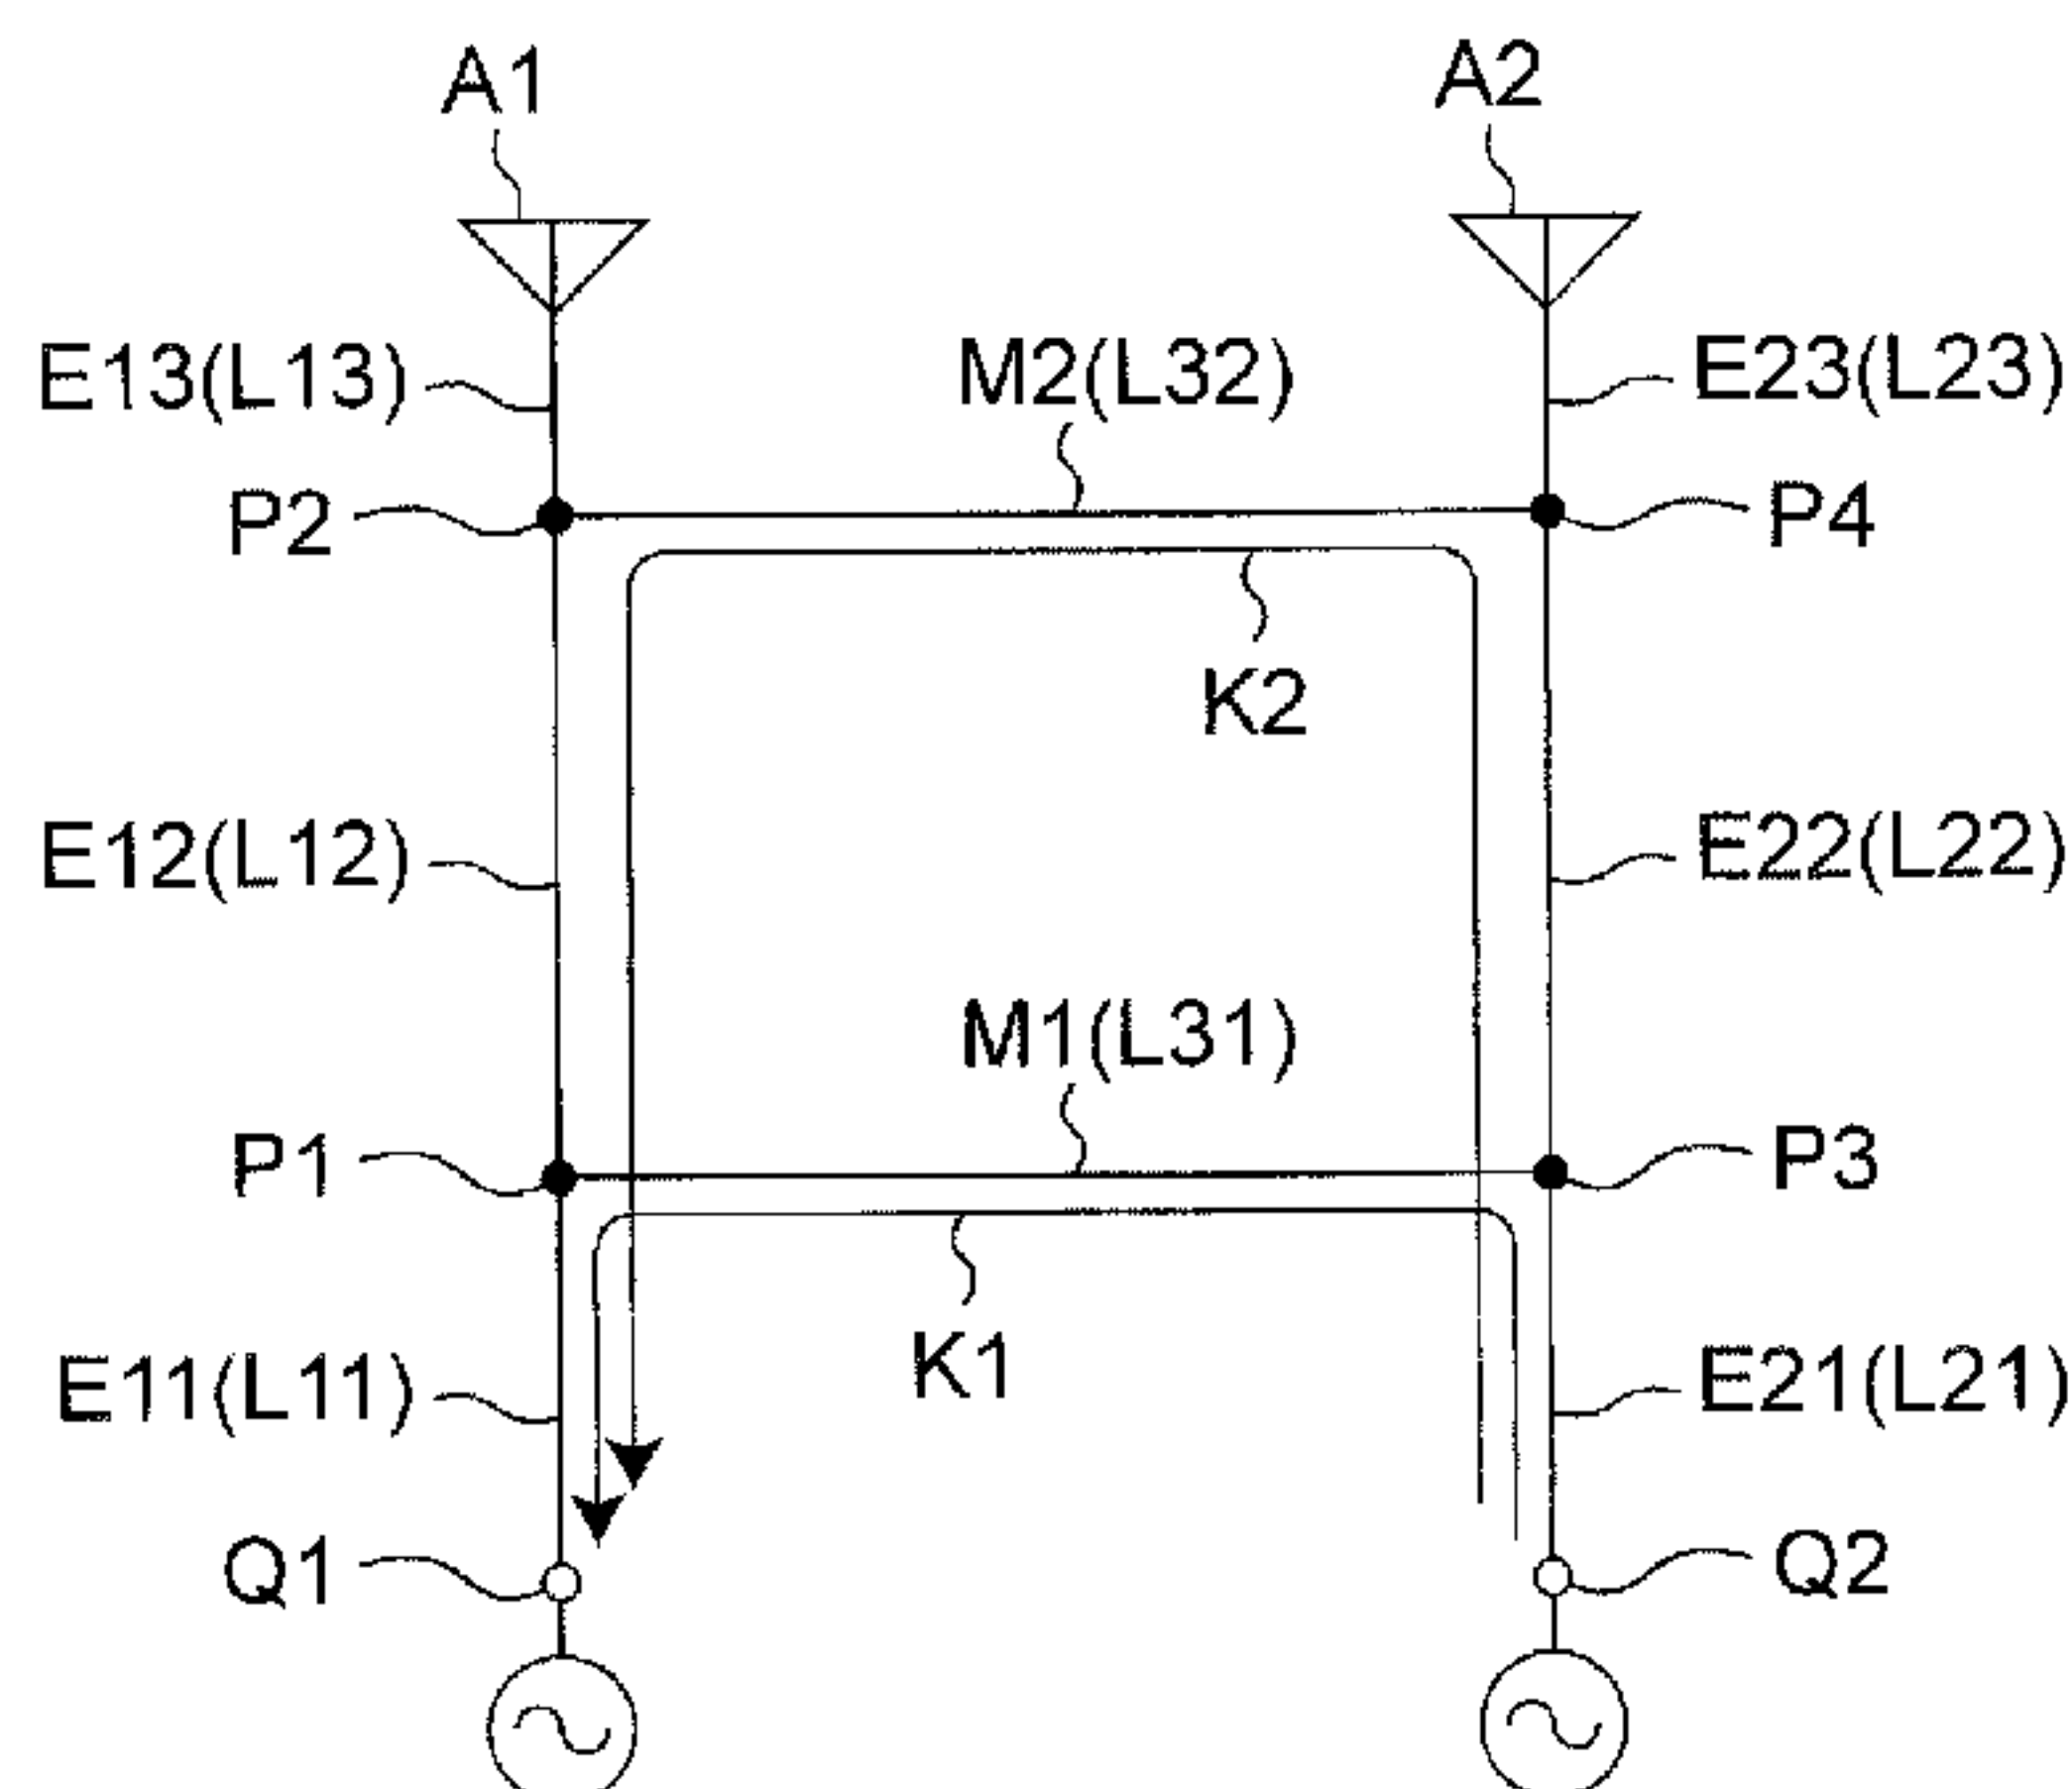 A1 A2
E13(L13) M2(L32) E23(L23)
P2 P4
K2
E12(L12) E22(L22)
M1(L31)
P1 P3
K1
E11(L11) E21(L21)
Q1 Q2